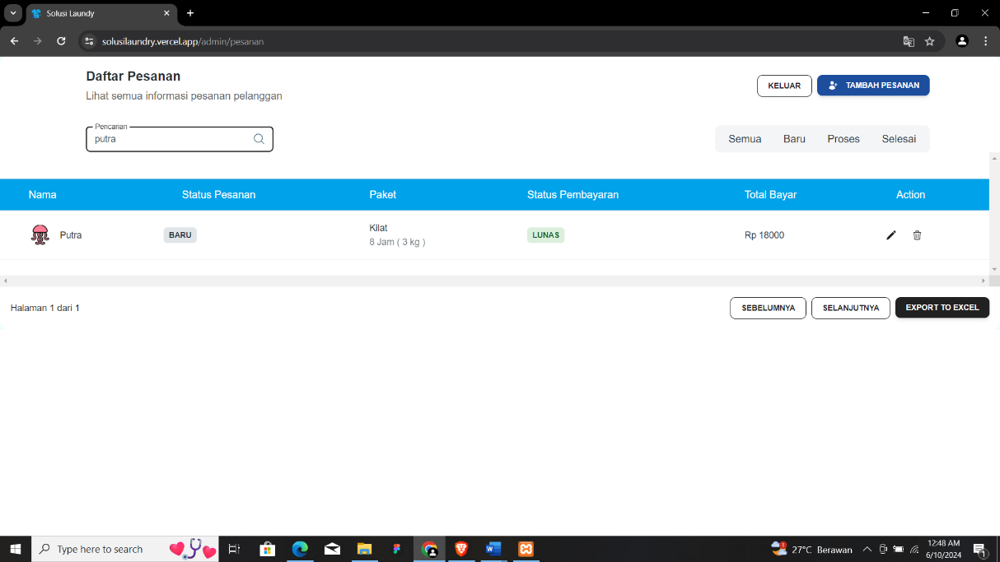 Solusi Laundy
solusilaundry.vercel.app/admin/pesanan
Daftar Pesanan
Lihat semua informasi pesanan pelanggan
KELUAR
TAMBAH PESANAN
Pencarian
putra
Semua Baru Proses Selesai
Nama Status Pesanan Paket Status Pembayaran Total Bayar Action
Putra BARU Kilat LUNAS Rp 18000
8 Jam ( 3 kg )
Halaman 1 dari 1
SEBELUMNYA SELANJUTNYA EXPORT TO EXCEL
Type here to search
27°C Berawan
12:48 AM
6/10/2024
1